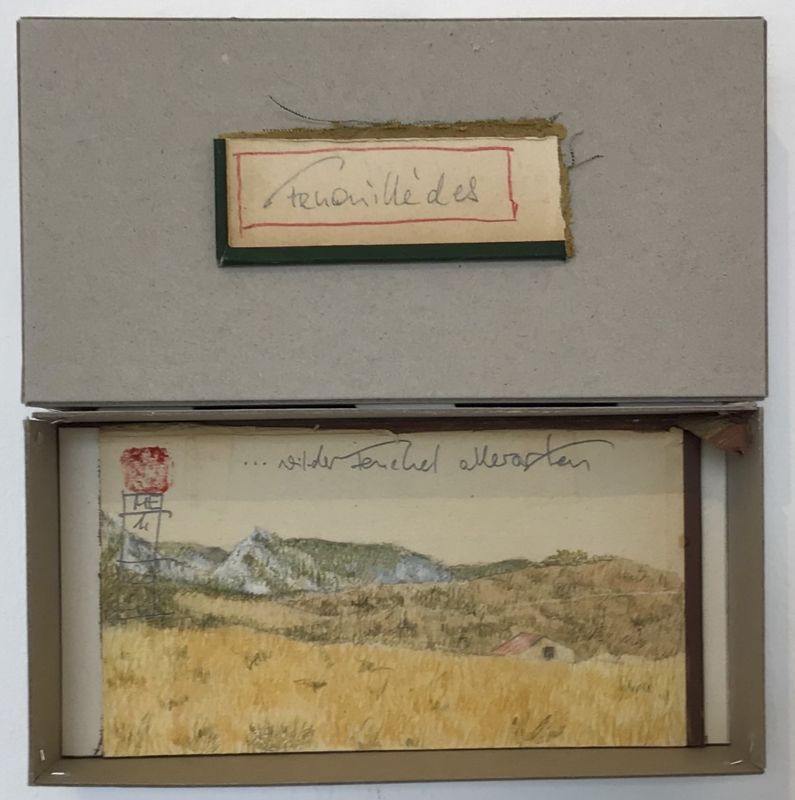 Fenouillèdes
... wilder Fenchel allerorten